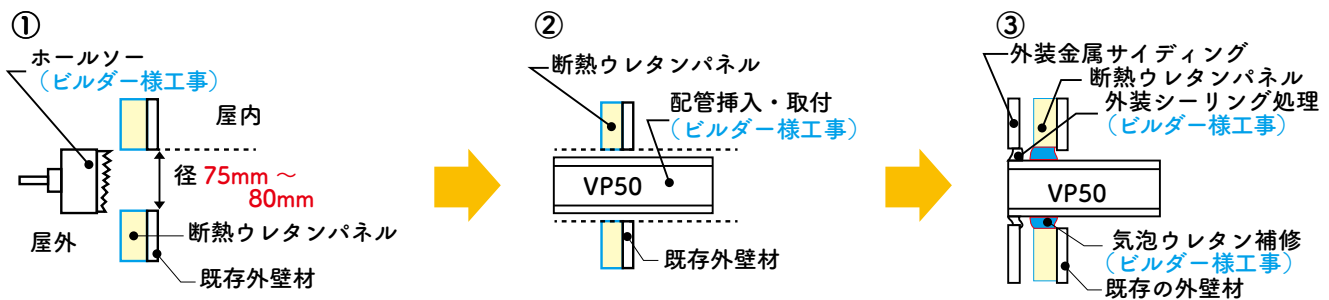 ①
ホールソー
（ビルダー様工事）
屋内
径 75mm ～
80mm
屋外
断熱ウレタンパネル
既存外壁材
②
断熱ウレタンパネル
配管挿入・取付
（ビルダー様工事）
VP50
既存外壁材
③
外装金属サイディング
断熱ウレタンパネル
外装シーリング処理
（ビルダー様工事）
VP50
気泡ウレタン補修
（ビルダー様工事）
既存の外壁材